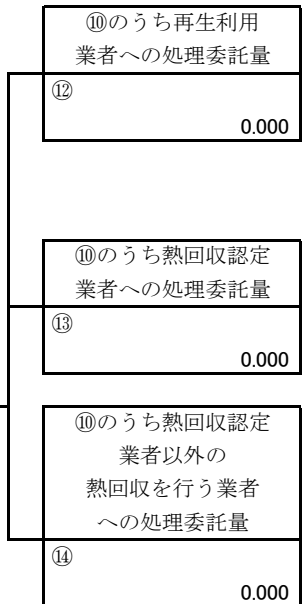 ⑩のうち再生利用
業者への処理委託量
⑫
0.000
⑩のうち熱回収認定
業者への処理委託量
⑬
0.000
⑩のうち熱回収認定
業者以外の
熱回収を行う業者
への処理委託量
⑭
0.000